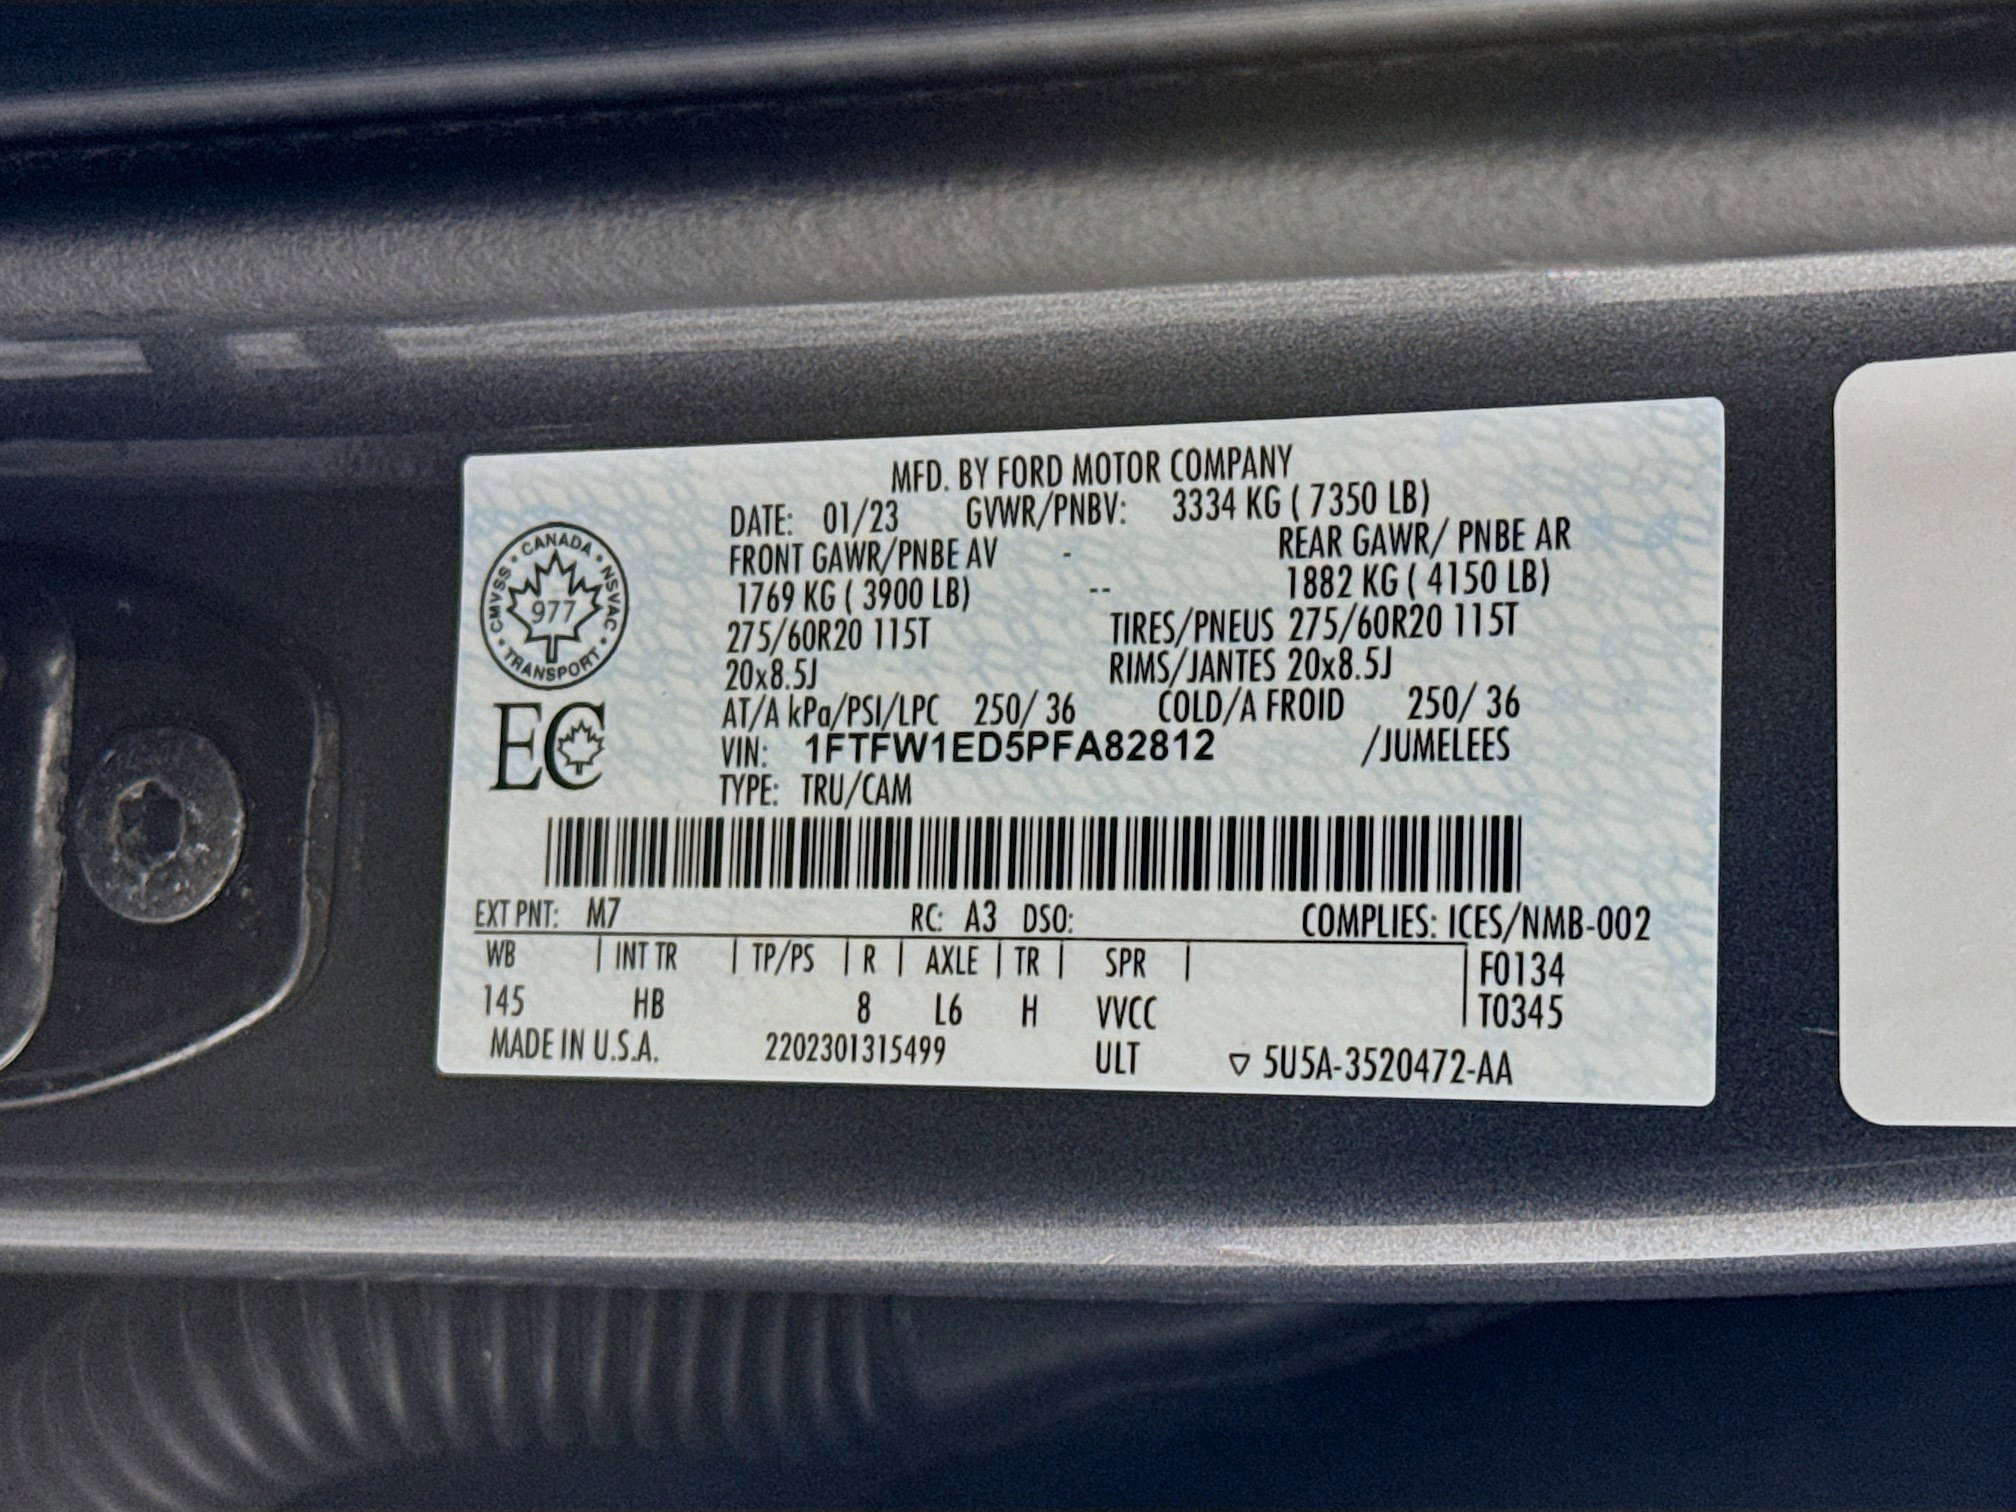 MFD. BY FORD MOTOR COMPANY
DATE: 01/23 GVWR/PNBV: 3334 KG ( 7350 LB)
FRONT GAWR/PNBE AV - REAR GAWR/ PNBE AR
1769 KG ( 3900 LB) -- 1882 KG ( 4150 LB)
275/60R20 115T TIRES/PNEUS 275/60R20 115T
20x8.5J RIMS/JANTES 20x8.5J
AT/A kPa/PSI/LPC 250/ 36 COLD/A FROID 250/ 36
VIN: 1FTFW1ED5PFA82812 /JUMELEES
TYPE: TRU/CAM
CANADA • NSVAC • TRANSPORT • CMVSS •
977
EC
EXT PNT: M7 RC: A3 DSO: COMPLIES: ICES/NMB-002
WB | INT TR | TP/PS | R | AXLE | TR | SPR | F0134
145 HB 8 L6 H VVCC T0345
MADE IN U.S.A. 2202301315499 ULT ▽ 5U5A-3520472-AA